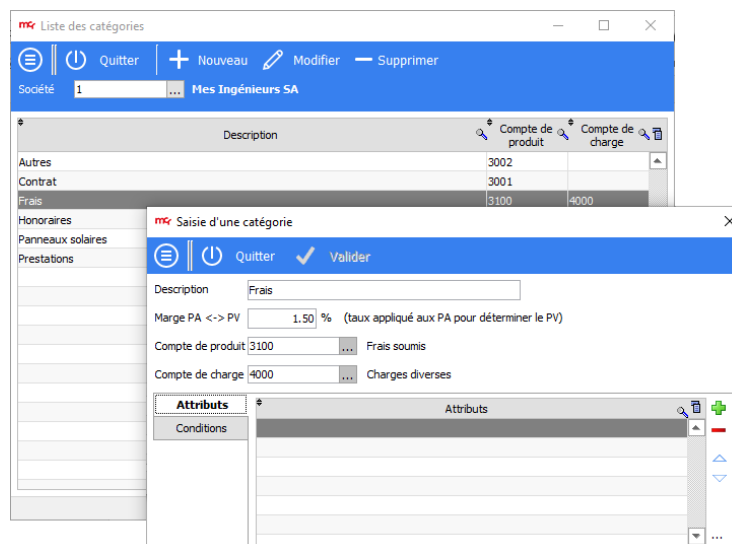 mcr Liste des catégories
Quitter Nouveau Modifier Supprimer
Société 1 ... Mes Ingénieurs SA
Description Compte de produit Compte de charge
Autres 3002
Contrat 3001
Frais 3100 4000
Honoraires
Panneaux solaires
Prestations
mcr Saisie d'une catégorie
Quitter Valider
Description Frais
Marge PA <-> PV 1.50 % (taux appliqué aux PA pour déterminer le PV)
Compte de produit 3100 ... Frais soumis
Compte de charge 4000 ... Charges diverses
Attributs Attributs
Conditions
...